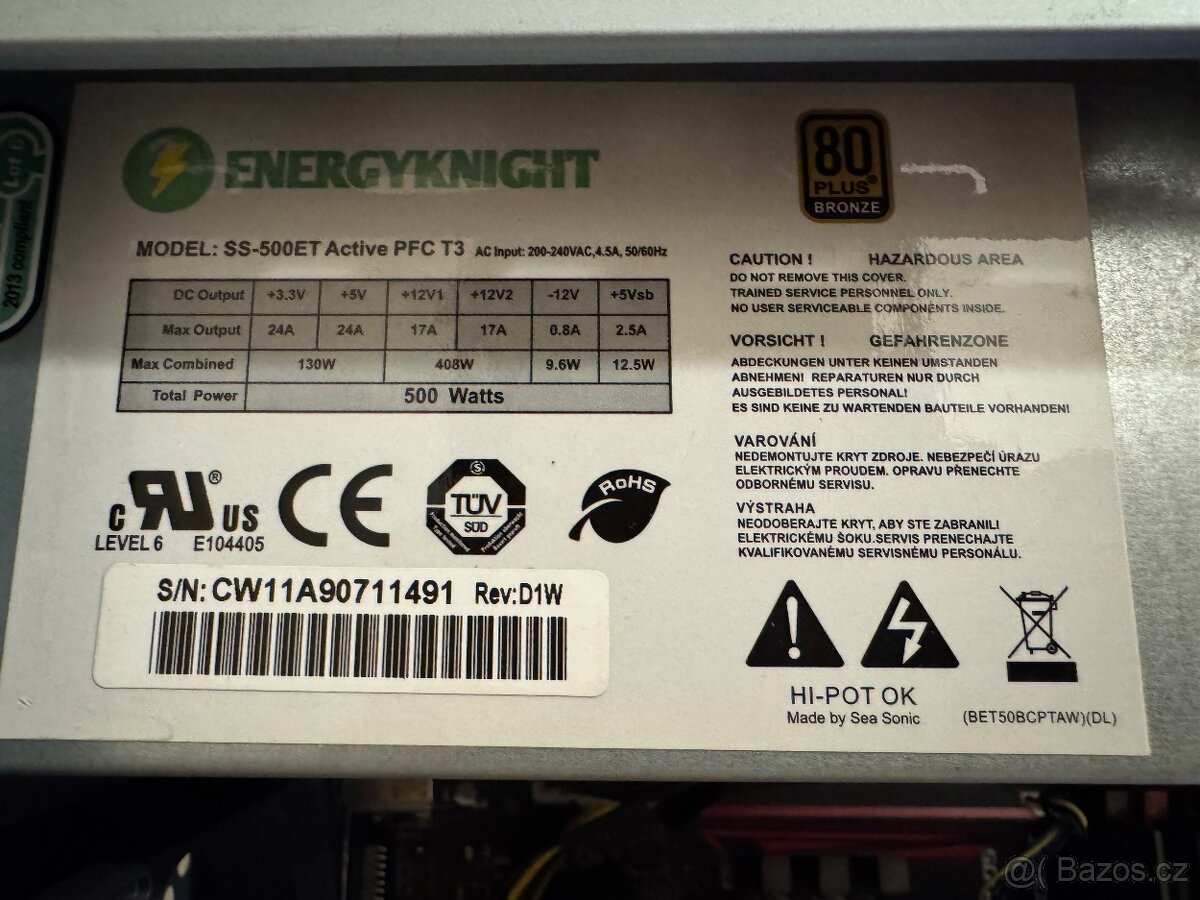 Lot 6
2013 compliant
ENERGYKNIGHT
80
PLUS®
BRONZE
MODEL: SS-500ET Active PFC T3 AC Input: 200-240VAC,4.5A, 50/60Hz
DC Output +3.3V +5V +12V1 +12V2 -12V +5Vsb
Max Output 24A 24A 17A 17A 0.8A 2.5A
Max Combined 130W 408W 9.6W 12.5W
Total Power 500 Watts
CAUTION ! HAZARDOUS AREA
DO NOT REMOVE THIS COVER.
TRAINED SERVICE PERSONNEL ONLY.
NO USER SERVICEABLE COMPONENTS INSIDE.
VORSICHT ! GEFAHRENZONE
ABDECKUNGEN UNTER KEINEN UMSTANDEN
ABNEHMEN! REPARATUREN NUR DURCH
AUSGEBILDETES PERSONAL!
ES SIND KEINE ZU WARTENDEN BAUTEILE VORHANDEN!
VAROVÁNÍ
NEDEMONTUJTE KRYT ZDROJE. NEBEZPEČÍ ÚRAZU
ELEKTRICKÝM PROUDEM. OPRAVU PŘENECHTE
ODBORNÉMU SERVISU.
VÝSTRAHA
NEODOBERAJTE KRYT, ABY STE ZABRANILI
ELEKTRICKÉMU ŠOKU.SERVIS PRENECHAJTE
KVALIFIKOVANÉMU SERVISNÉMU PERSONÁLU.
c RU ® US
LEVEL 6 E104405
CE
TÜV
SÜD
RoHS
S/N: CW11A90711491 Rev:D1W
HI-POT OK
Made by Sea Sonic
(BET50BCPTAW)(DL)
Bazos.cz